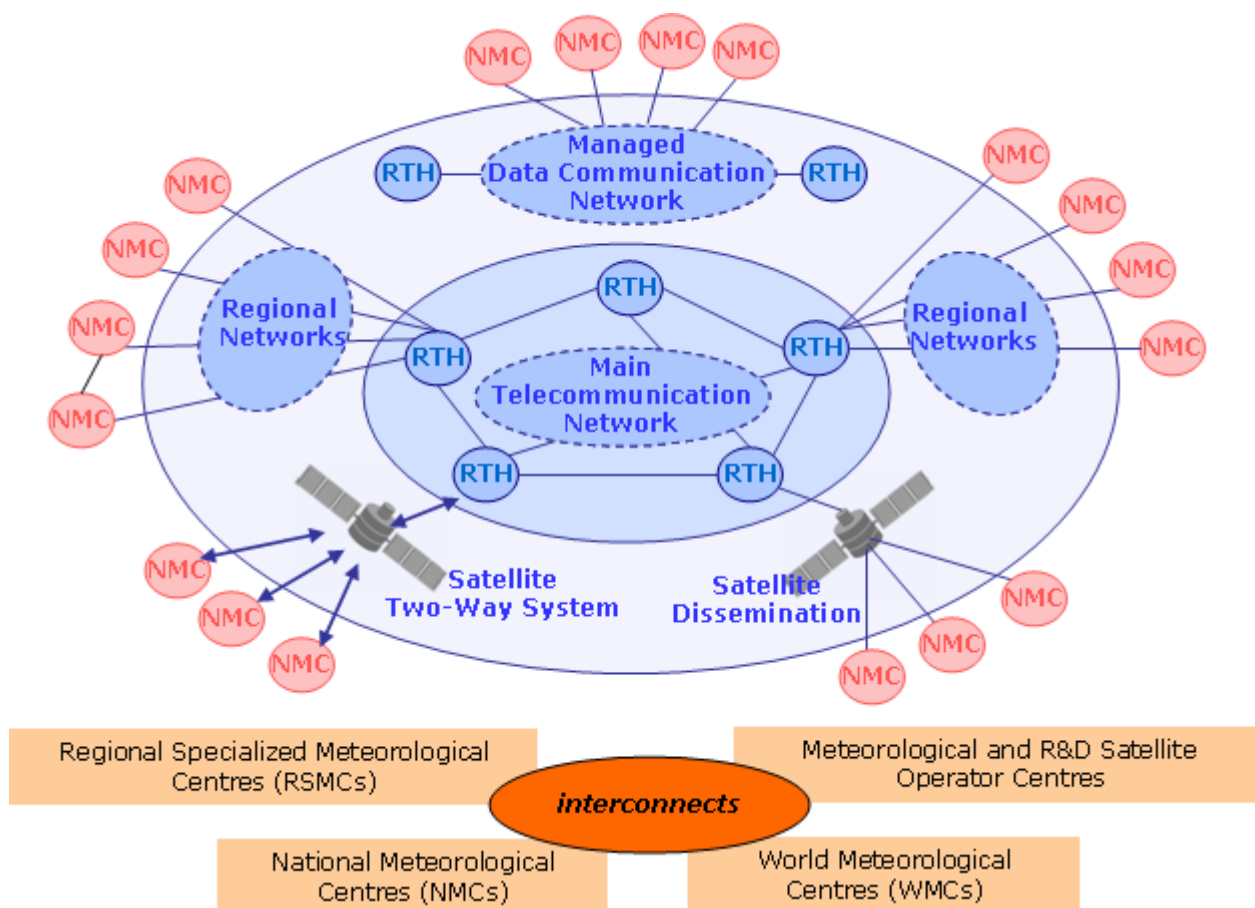 NMC
NMC
NMC
NMC
Managed
Data Communication
Network
RTH
RTH
NMC
NMC
NMC
NMC
NMC
NMC
NMC
NMC
NMC
Regional
Networks
Regional
Networks
RTH
RTH
RTH
Main
Telecommunication
Network
RTH
RTH
Satellite
Two-Way System
Satellite
Dissemination
NMC
NMC
NMC
NMC
NMC
NMC
Regional Specialized Meteorological
Centres (RSMCs)
Meteorological and R&D Satellite
Operator Centres
interconnects
National Meteorological
Centres (NMCs)
World Meteorological
Centres (WMCs)